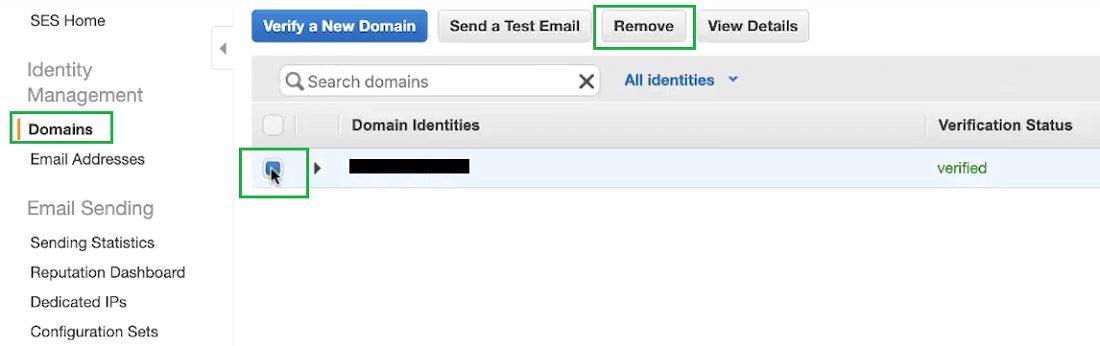 SES Home
Identity
Management
Domains
Email Addresses
Email Sending
Sending Statistics
Reputation Dashboard
Dedicated IPs
Configuration Sets
Verify a New Domain
Send a Test Email
Remove
View Details
Search domains
All identities
Domain Identities
Verification Status
verified